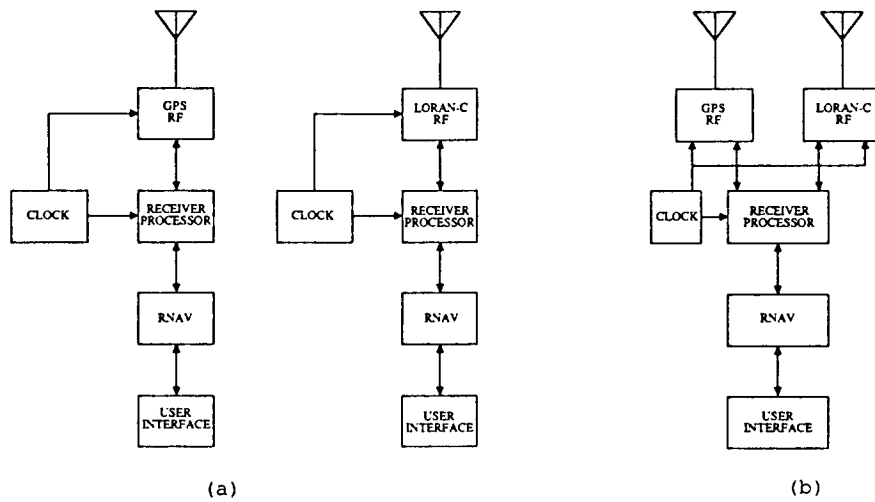 GPS
RF
LORAN-C
RF
GPS
RF
LORAN-C
RF
CLOCK
RECEIVER
PROCESSOR
CLOCK
RECEIVER
PROCESSOR
CLOCK
RECEIVER
PROCESSOR
RNAV
RNAV
RNAV
USER
INTERFACE
USER
INTERFACE
USER
INTERFACE
(a)
(b)